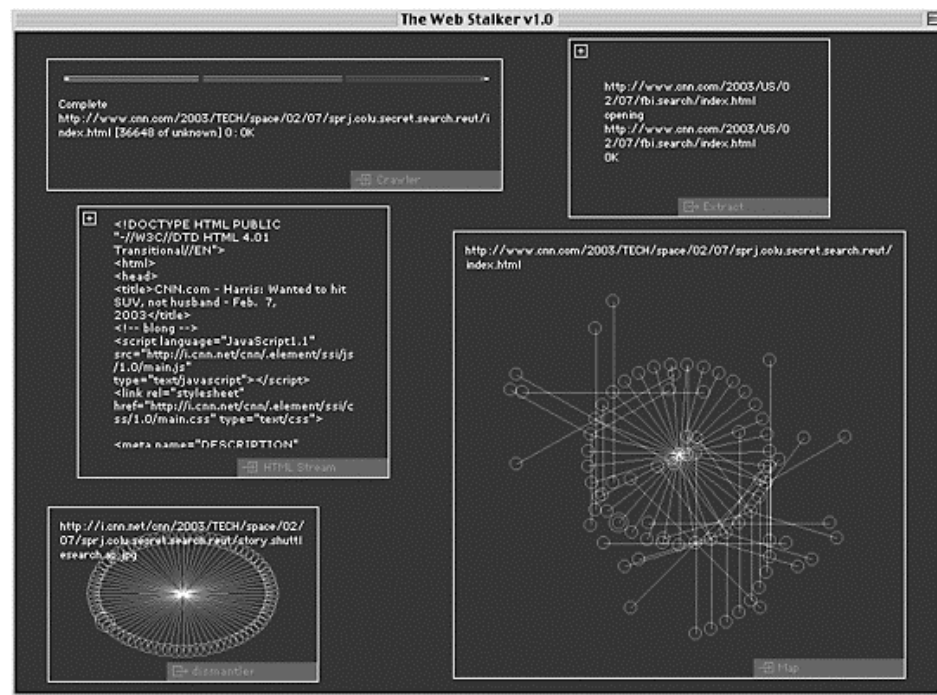 The Web Stalker v1.0
Complete
http://www.cnn.com/2003/TECH/space/02/07/sprj.colu.secret.search.reut/i
ndex.html [36648 of unknown] 0: OK
Crawler
http://www.cnn.com/2003/US/0
2/07/fbi.search/index.html
opening
http://www.cnn.com/2003/US/0
2/07/fbi.search/index.html
OK
Extract
<!DOCTYPE HTML PUBLIC
"-//W3C//DTD HTML 4.01
Transitional//EN">
<html>
<head>
<title>CNN.com - Harris: Wanted to hit
SUV, not husband - Feb. 7,
2003</title>
<!-- blong -->
<script language="JavaScript1.1"
src="http://i.cnn.net/cnn/.element/ssi/js
/1.0/main.js"
type="text/javascript"></script>
<link rel="stylesheet"
href="http://i.cnn.net/cnn/.element/ssi/c
ss/1.0/main.css" type="text/css">
<meta name="DESCRIPTION"
HTML Stream
http://www.cnn.com/2003/TECH/space/02/07/sprj.colu.secret.search.reut/
index.html
Map
http://i.cnn.net/cnn/2003/TECH/space/02/
07/sprj.colu.secret.search.reut/story.shuttl
esearch.ap.jpg
dismantler